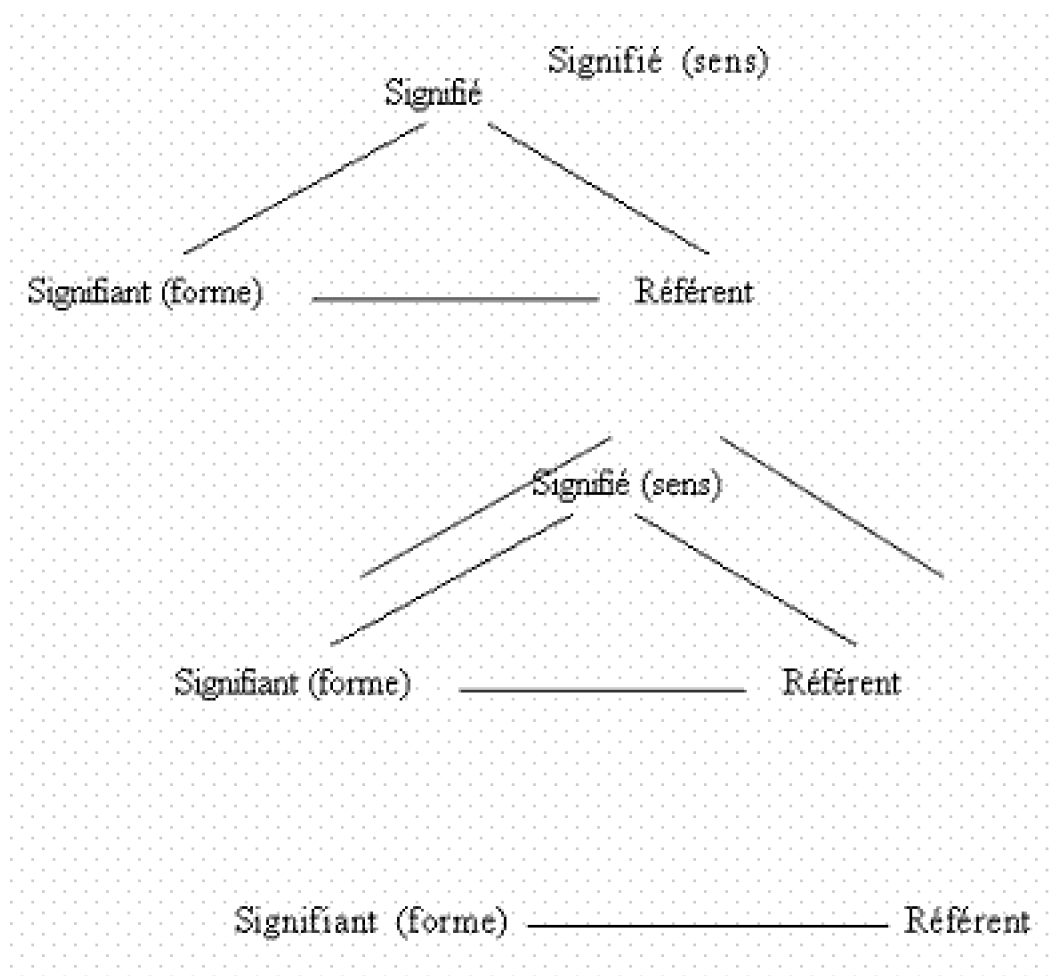 Signifié (sens)
Signifié
Signifiant (forme) Référent
Signifié (sens)
Signifiant (forme) Référent
Signifiant (forme) Référent